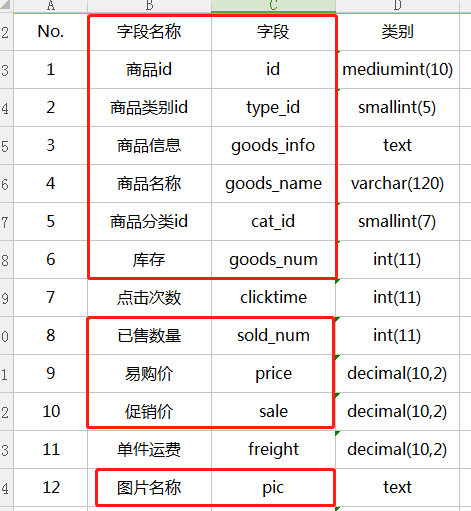 A B C D
2 No. 字段名称 字段 类别
3 1 商品id id mediumint(10)
4 2 商品类别id type_id smallint(5)
5 3 商品信息 goods_info text
6 4 商品名称 goods_name varchar(120)
7 5 商品分类id cat_id smallint(7)
8 6 库存 goods_num int(11)
9 7 点击次数 clicktime int(11)
0 8 已售数量 sold_num int(11)
1 9 易购价 price decimal(10,2)
2 10 促销价 sale decimal(10,2)
3 11 单件运费 freight decimal(10,2)
4 12 图片名称 pic text